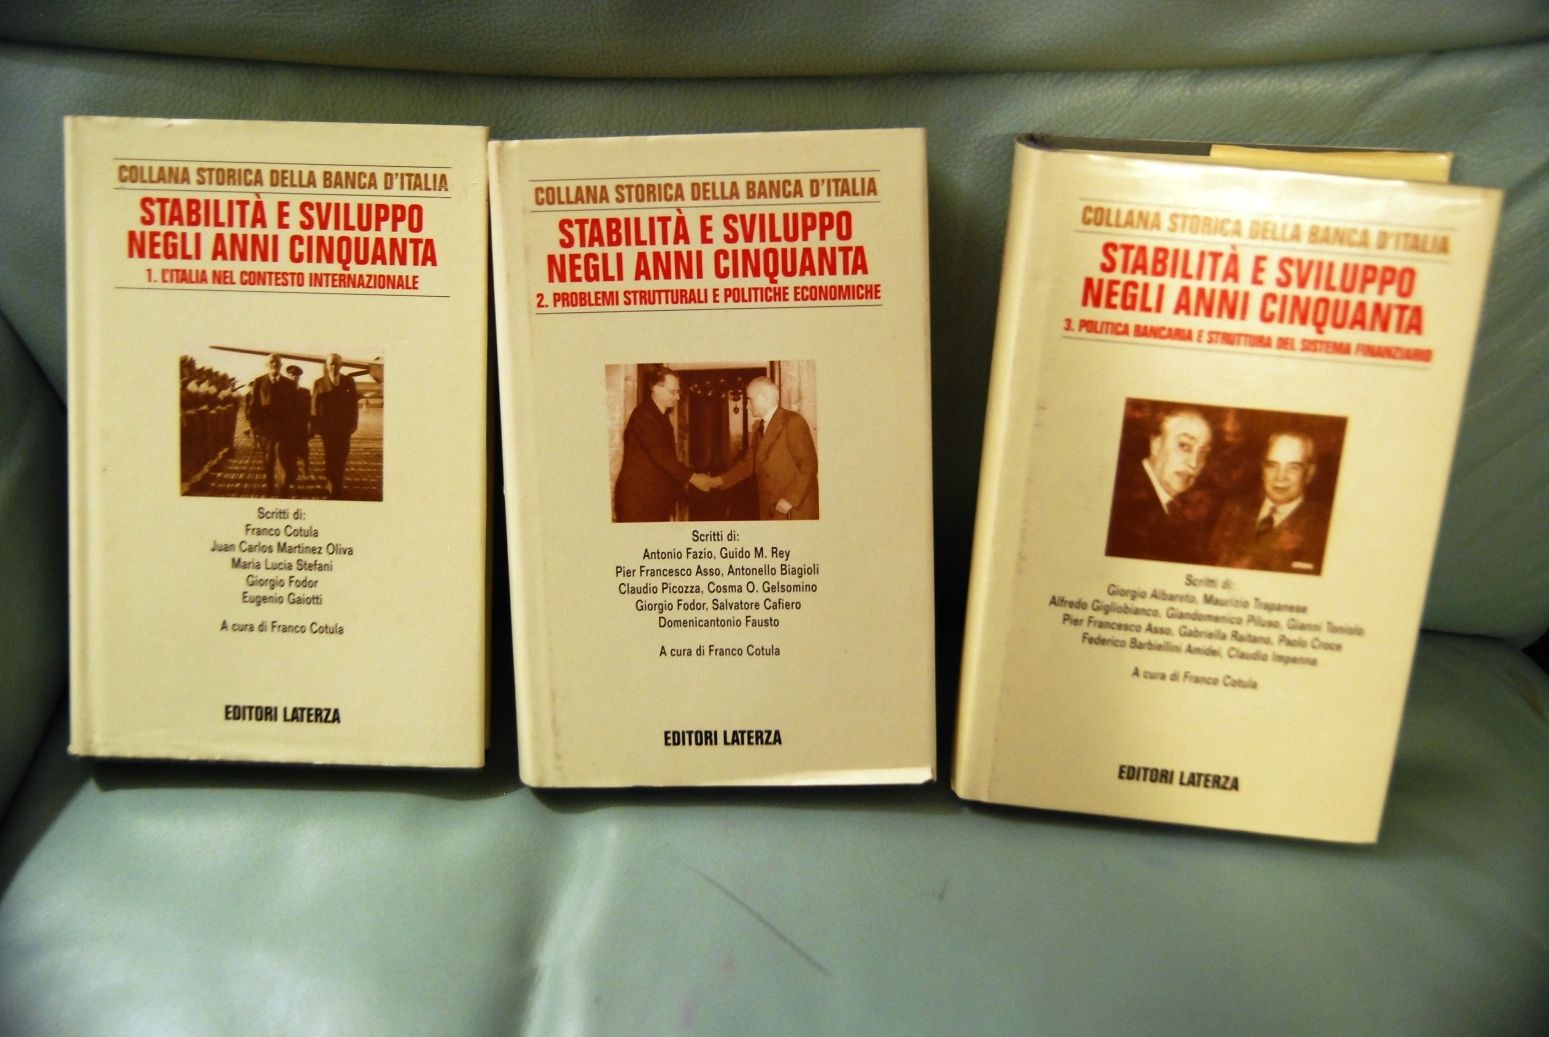 COLLANA STORICA DELLA BANCA D'ITALIA
STABILITÀ E SVILUPPO
NEGLI ANNI CINQUANTA
1. L'ITALIA NEL CONTESTO INTERNAZIONALE
Scritti di:
Franco Cotula
Juan Carlos Martinez Oliva
Maria Lucia Stefani
Giorgio Fodor
Eugenio Gaiotti
A cura di Franco Cotula
EDITORI LATERZA
COLLANA STORICA DELLA BANCA D'ITALIA
STABILITÀ E SVILUPPO
NEGLI ANNI CINQUANTA
2. PROBLEMI STRUTTURALI E POLITICHE ECONOMICHE
Scritti di:
Antonio Fazio, Guido M. Rey
Pier Francesco Asso, Antonello Biagioli
Claudio Picozza, Cosma O. Gelsomino
Giorgio Fodor, Salvatore Cafiero
Domenicantonio Fausto
A cura di Franco Cotula
EDITORI LATERZA
COLLANA STORICA DELLA BANCA D'ITALIA
STABILITÀ E SVILUPPO
NEGLI ANNI CINQUANTA
3. POLITICA BANCARIA E STRUTTURA DEL SISTEMA FINANZIARIO
Scritti di:
Giorgio Albareto, Maurizio Trapanese
Alfredo Gigliobianco, Giandomenico Piluso, Gianni Toniolo
Pier Francesco Asso, Gabriella Raitano, Paolo Croce
Federico Barbiellini Amidei, Claudio Impenna
A cura di Franco Cotula
EDITORI LATERZA